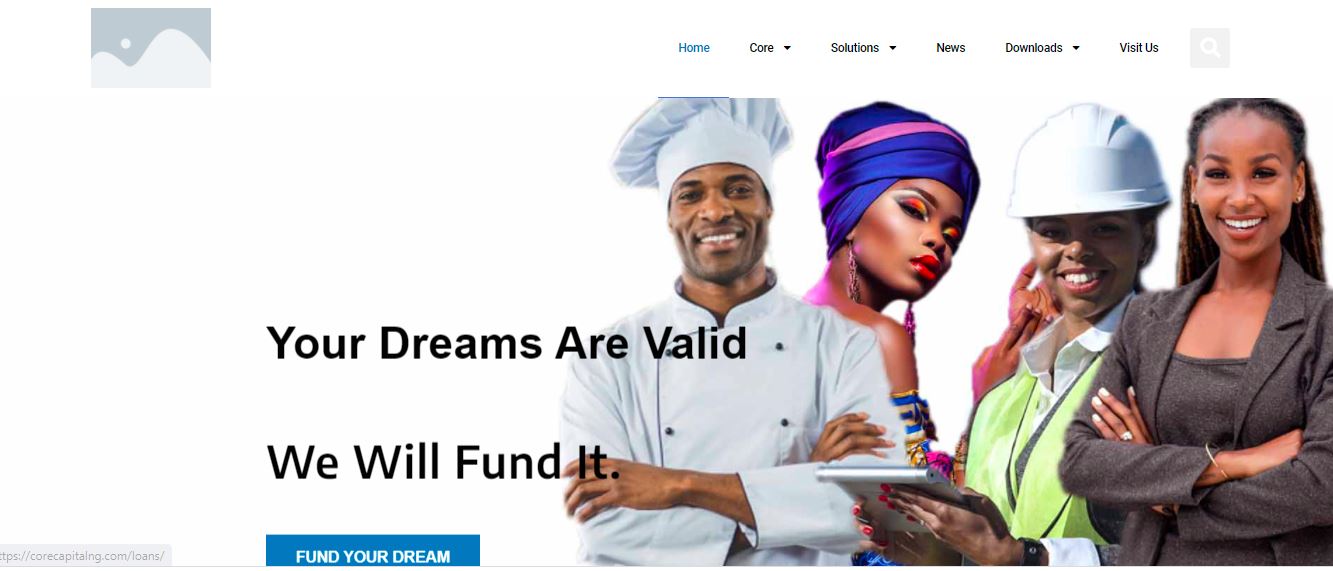 Home Core Solutions News Downloads Visit Us
Your Dreams Are Valid
We Will Fund It.
FUND YOUR DREAM
ttps://corecapitalng.com/loans/